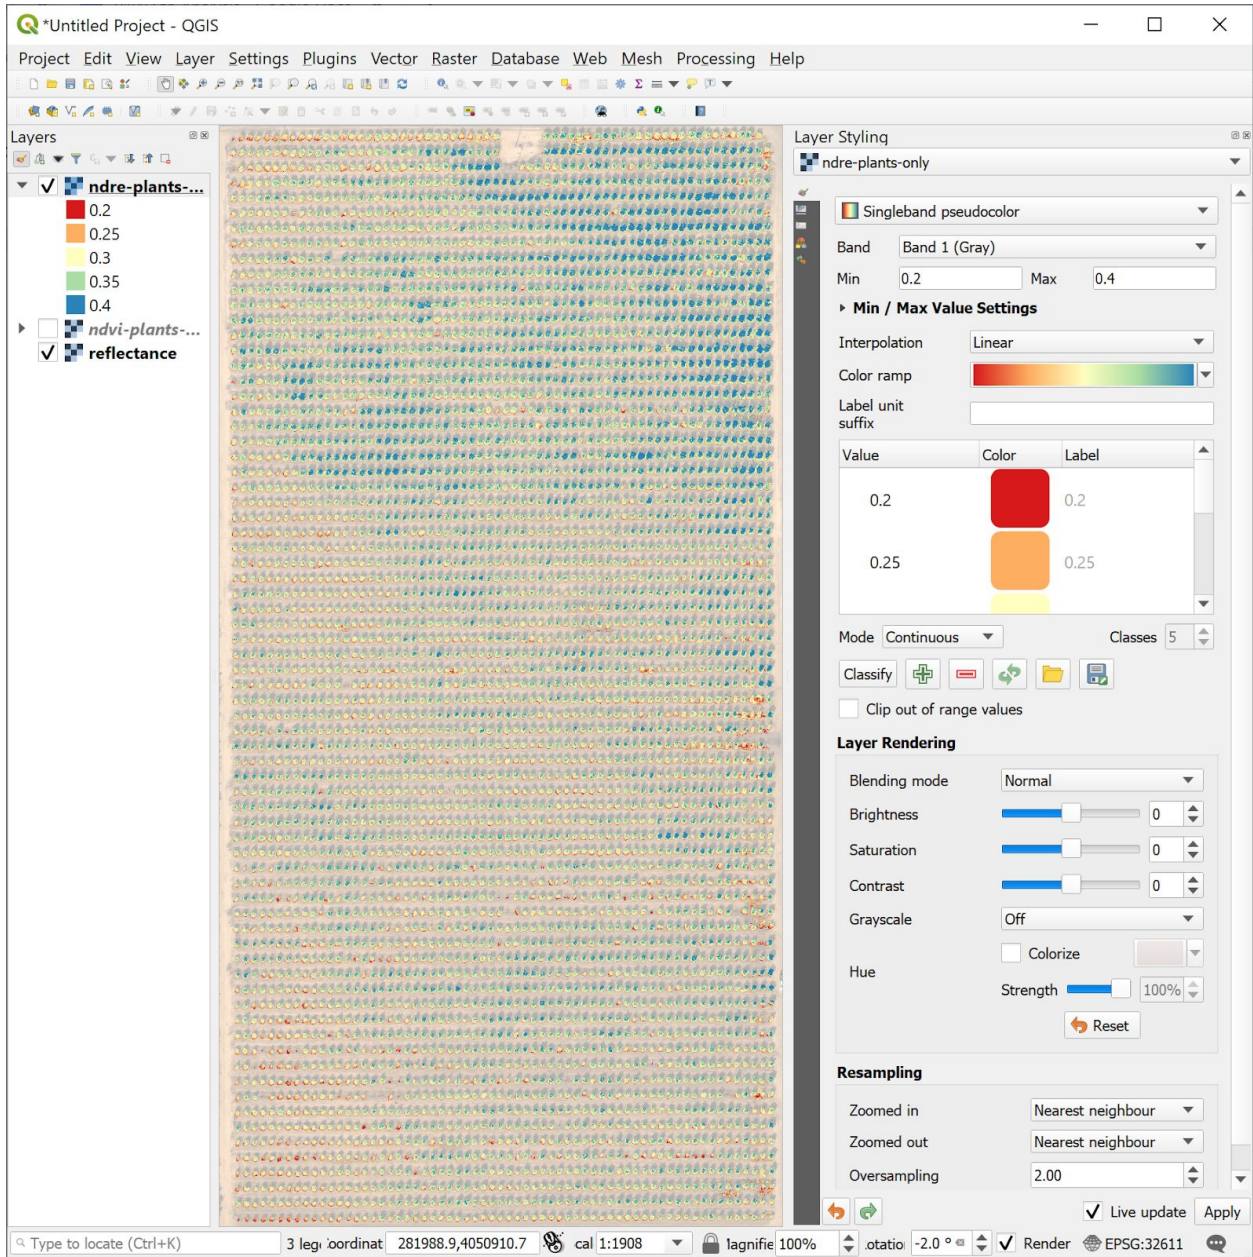 *Untitled Project - QGIS
Project Edit View Layer Settings Plugins Vector Raster Database Web Mesh Processing Help
Layers
ndre-plants-...
0.2
0.25
0.3
0.35
0.4
ndvi-plants-...
reflectance
Layer Styling
ndre-plants-only
Singleband pseudocolor
Band Band 1 (Gray)
Min 0.2 Max 0.4
Min / Max Value Settings
Interpolation Linear
Color ramp
Label unit
suffix
Value Color Label
0.2 0.2
0.25 0.25
Mode Continuous Classes 5
Classify
Clip out of range values
Layer Rendering
Blending mode Normal
Brightness 0
Saturation 0
Contrast 0
Grayscale Off
Colorize
Hue
Strength 100%
Reset
Resampling
Zoomed in Nearest neighbour
Zoomed out Nearest neighbour
Oversampling 2.00
Live update Apply
Type to locate (Ctrl+K) 3 leg 281988.9,4050910.7 cal 1:1908 100% -2.0 ° Render EPSG:32611